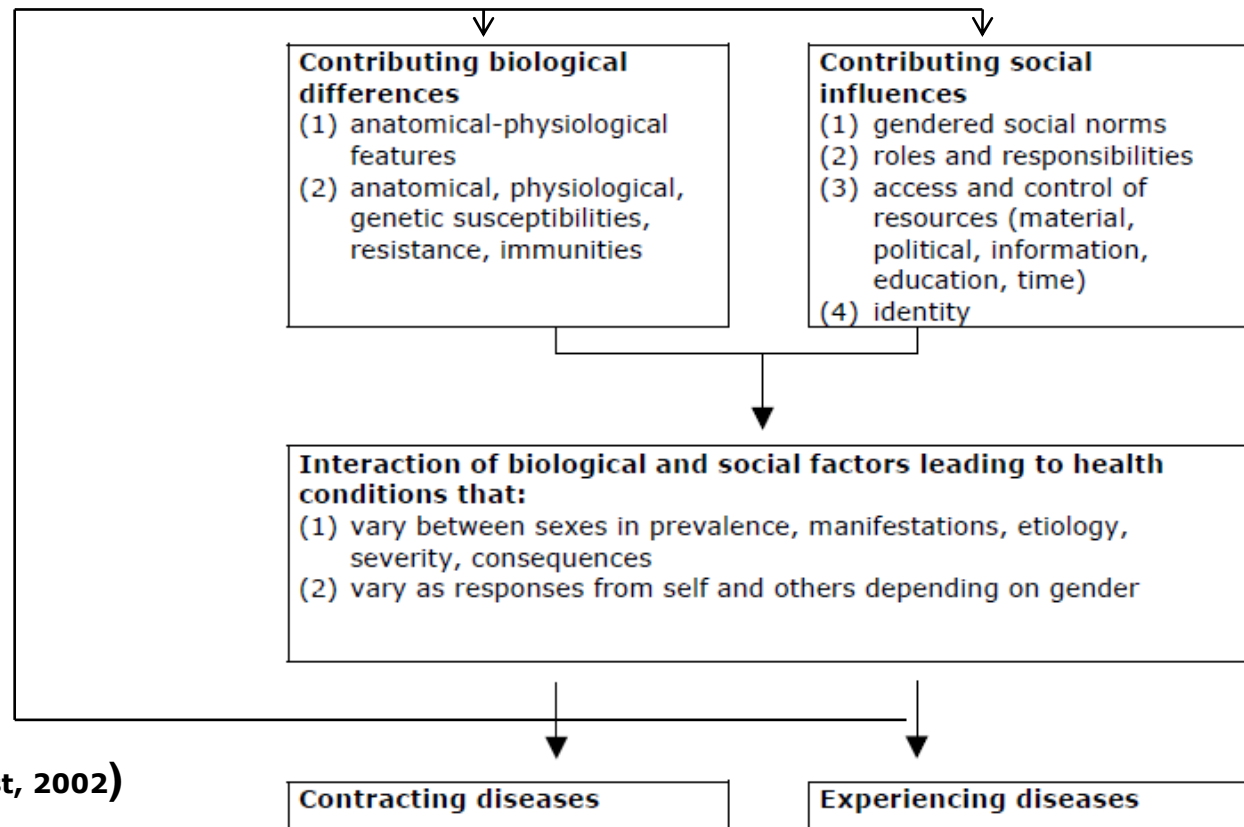 Contributing biological
differences
(1) anatomical-physiological
features
(2) anatomical, physiological,
genetic susceptibilities,
resistance, immunities
Contributing social
influences
(1) gendered social norms
(2) roles and responsibilities
(3) access and control of
resources (material,
political, information,
education, time)
(4) identity
Interaction of biological and social factors leading to health
conditions that:
(1) vary between sexes in prevalence, manifestations, etiology,
severity, consequences
(2) vary as responses from self and others depending on gender
2002)
Contracting diseases
Experiencing diseases